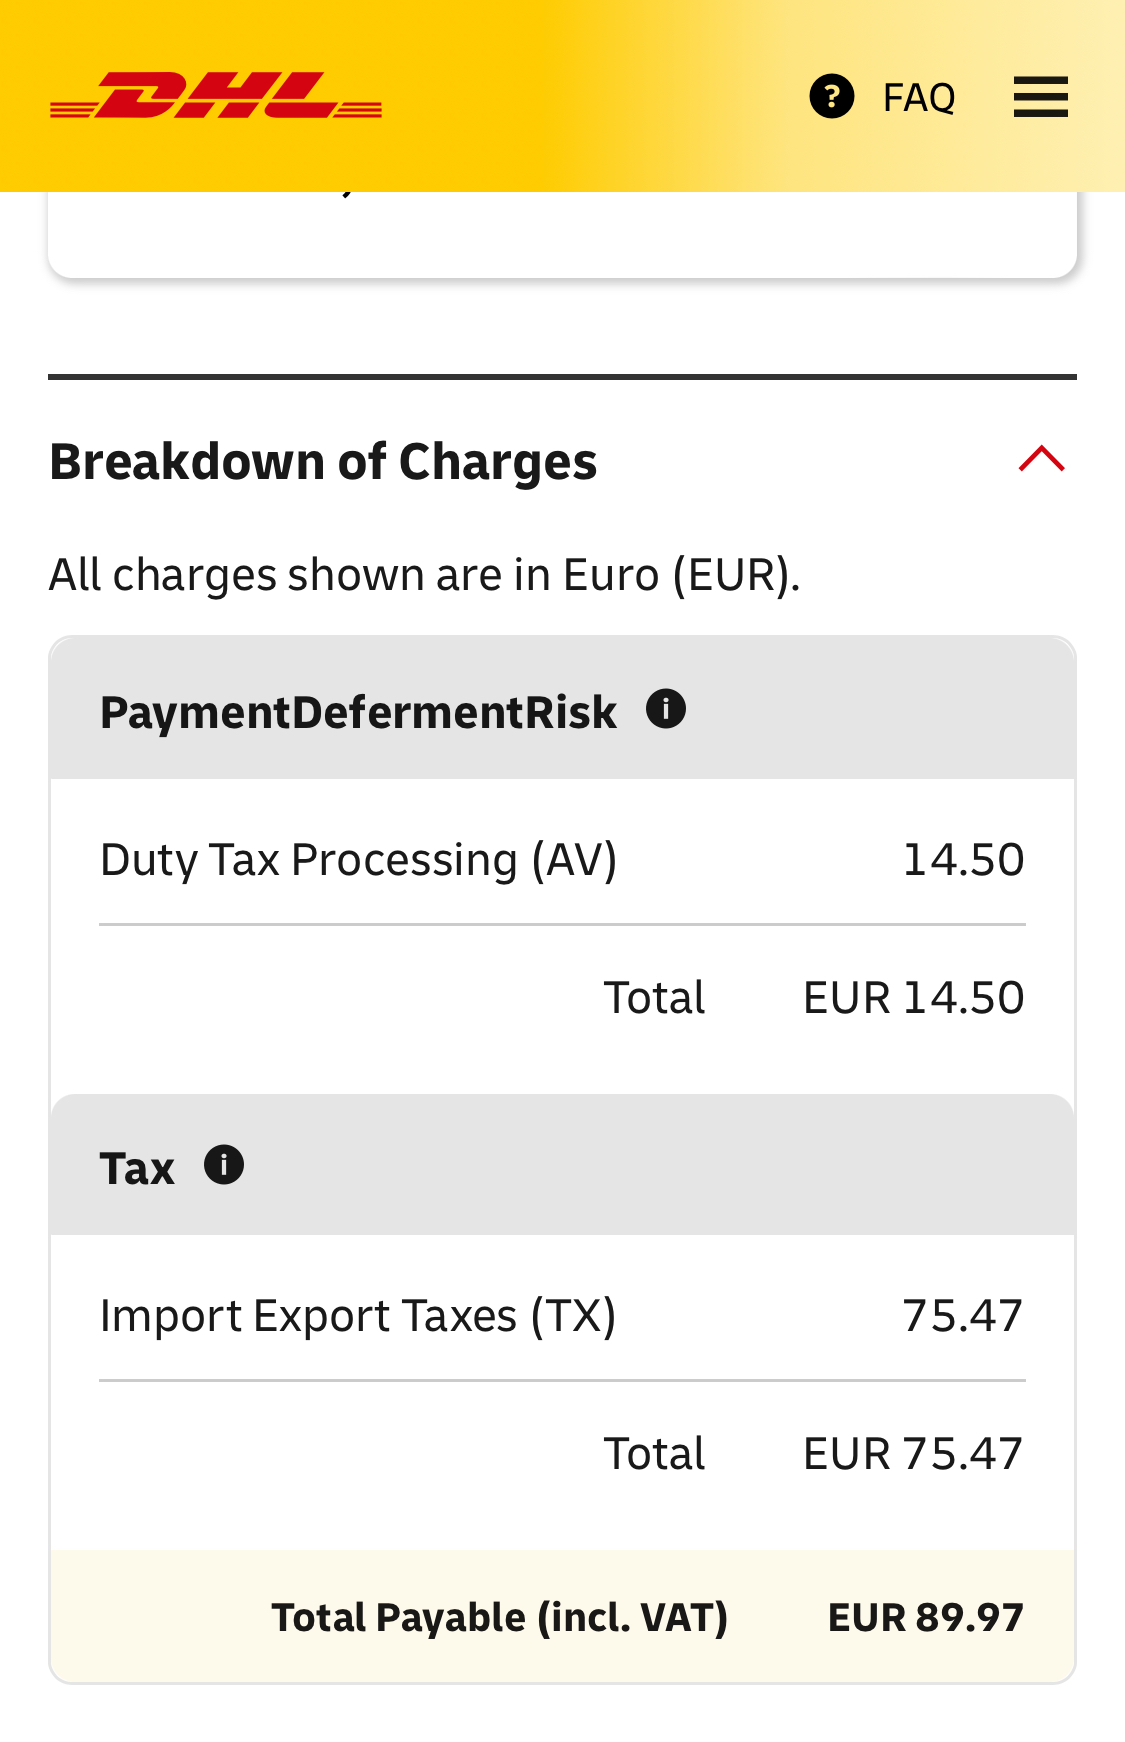 DHL
? FAQ
Breakdown of Charges
All charges shown are in Euro (EUR).
PaymentDefermentRisk i
Duty Tax Processing (AV) 14.50
Total EUR 14.50
Tax i
Import Export Taxes (TX) 75.47
Total EUR 75.47
Total Payable (incl. VAT) EUR 89.97